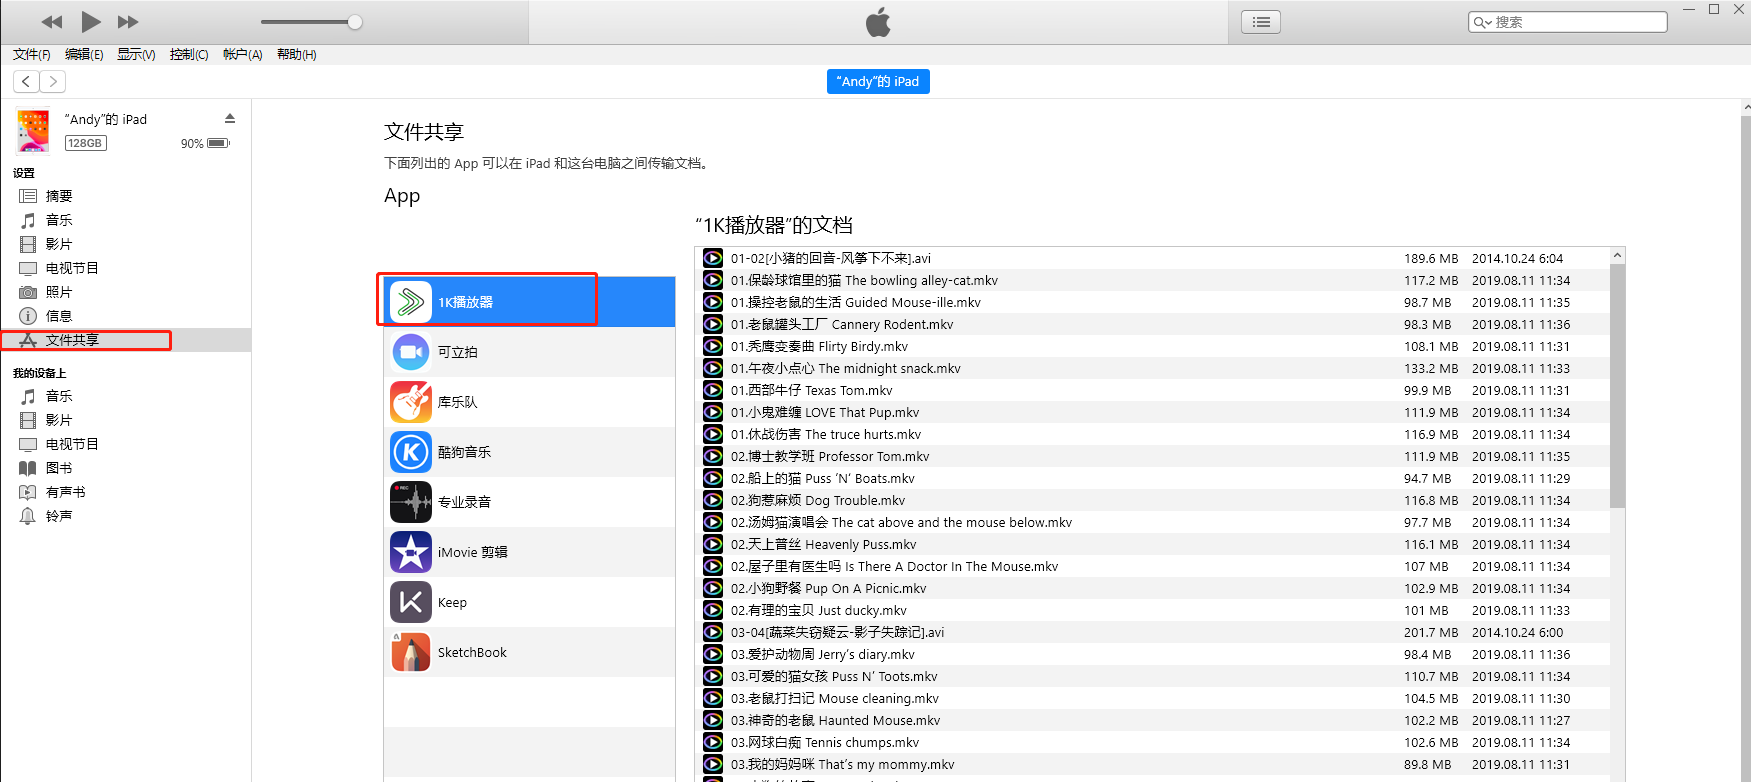 搜索
文件(F) 编辑(E) 显示(V) 控制(C) 帐户(A) 帮助(H)
“Andy”的 iPad
“Andy”的 iPad
128GB 90%
设置
摘要
音乐
影片
电视节目
照片
信息
文件共享
我的设备上
音乐
影片
电视节目
图书
有声书
铃声
文件共享
下面列出的 App 可以在 iPad 和这台电脑之间传输文档。
App
1K播放器
可立拍
库乐队
酷狗音乐
专业录音
iMovie 剪辑
Keep
SketchBook
“1K播放器”的文档
01-02[小猪的回音-风筝下不来].avi 189.6 MB 2014.10.24 6:04
01.保龄球馆里的猫 The bowling alley-cat.mkv 117.2 MB 2019.08.11 11:34
01.操控老鼠的生活 Guided Mouse-ille.mkv 98.7 MB 2019.08.11 11:35
01.老鼠罐头工厂 Cannery Rodent.mkv 98.3 MB 2019.08.11 11:36
01.秃鹰变奏曲 Flirty Birdy.mkv 108.1 MB 2019.08.11 11:31
01.午夜小点心 The midnight snack.mkv 133.2 MB 2019.08.11 11:33
01.西部牛仔 Texas Tom.mkv 99.9 MB 2019.08.11 11:31
01.小鬼难缠 LOVE That Pup.mkv 111.9 MB 2019.08.11 11:34
01.休战伤害 The truce hurts.mkv 116.9 MB 2019.08.11 11:34
02.博士教学班 Professor Tom.mkv 111.9 MB 2019.08.11 11:35
02.船上的猫 Puss ‘N’ Boats.mkv 94.7 MB 2019.08.11 11:29
02.狗惹麻烦 Dog Trouble.mkv 116.8 MB 2019.08.11 11:34
02.汤姆猫演唱会 The cat above and the mouse below.mkv 97.7 MB 2019.08.11 11:34
02.天上普丝 Heavenly Puss.mkv 116.1 MB 2019.08.11 11:34
02.屋子里有医生吗 Is There A Doctor In The Mouse.mkv 107 MB 2019.08.11 11:34
02.小狗野餐 Pup On A Picnic.mkv 102.9 MB 2019.08.11 11:34
02.有理的宝贝 Just ducky.mkv 101 MB 2019.08.11 11:33
03-04[蔬菜失窃疑云-影子失踪记].avi 201.7 MB 2014.10.24 6:00
03.爱护动物周 Jerry’s diary.mkv 98.4 MB 2019.08.11 11:36
03.可爱的猫女孩 Puss N’ Toots.mkv 110.7 MB 2019.08.11 11:34
03.老鼠打扫记 Mouse cleaning.mkv 104.5 MB 2019.08.11 11:30
03.神奇的老鼠 Haunted Mouse.mkv 102.2 MB 2019.08.11 11:27
03.网球白痴 Tennis chumps.mkv 102.6 MB 2019.08.11 11:34
03.我的妈妈咪 That’s my mommy.mkv 89.8 MB 2019.08.11 11:31